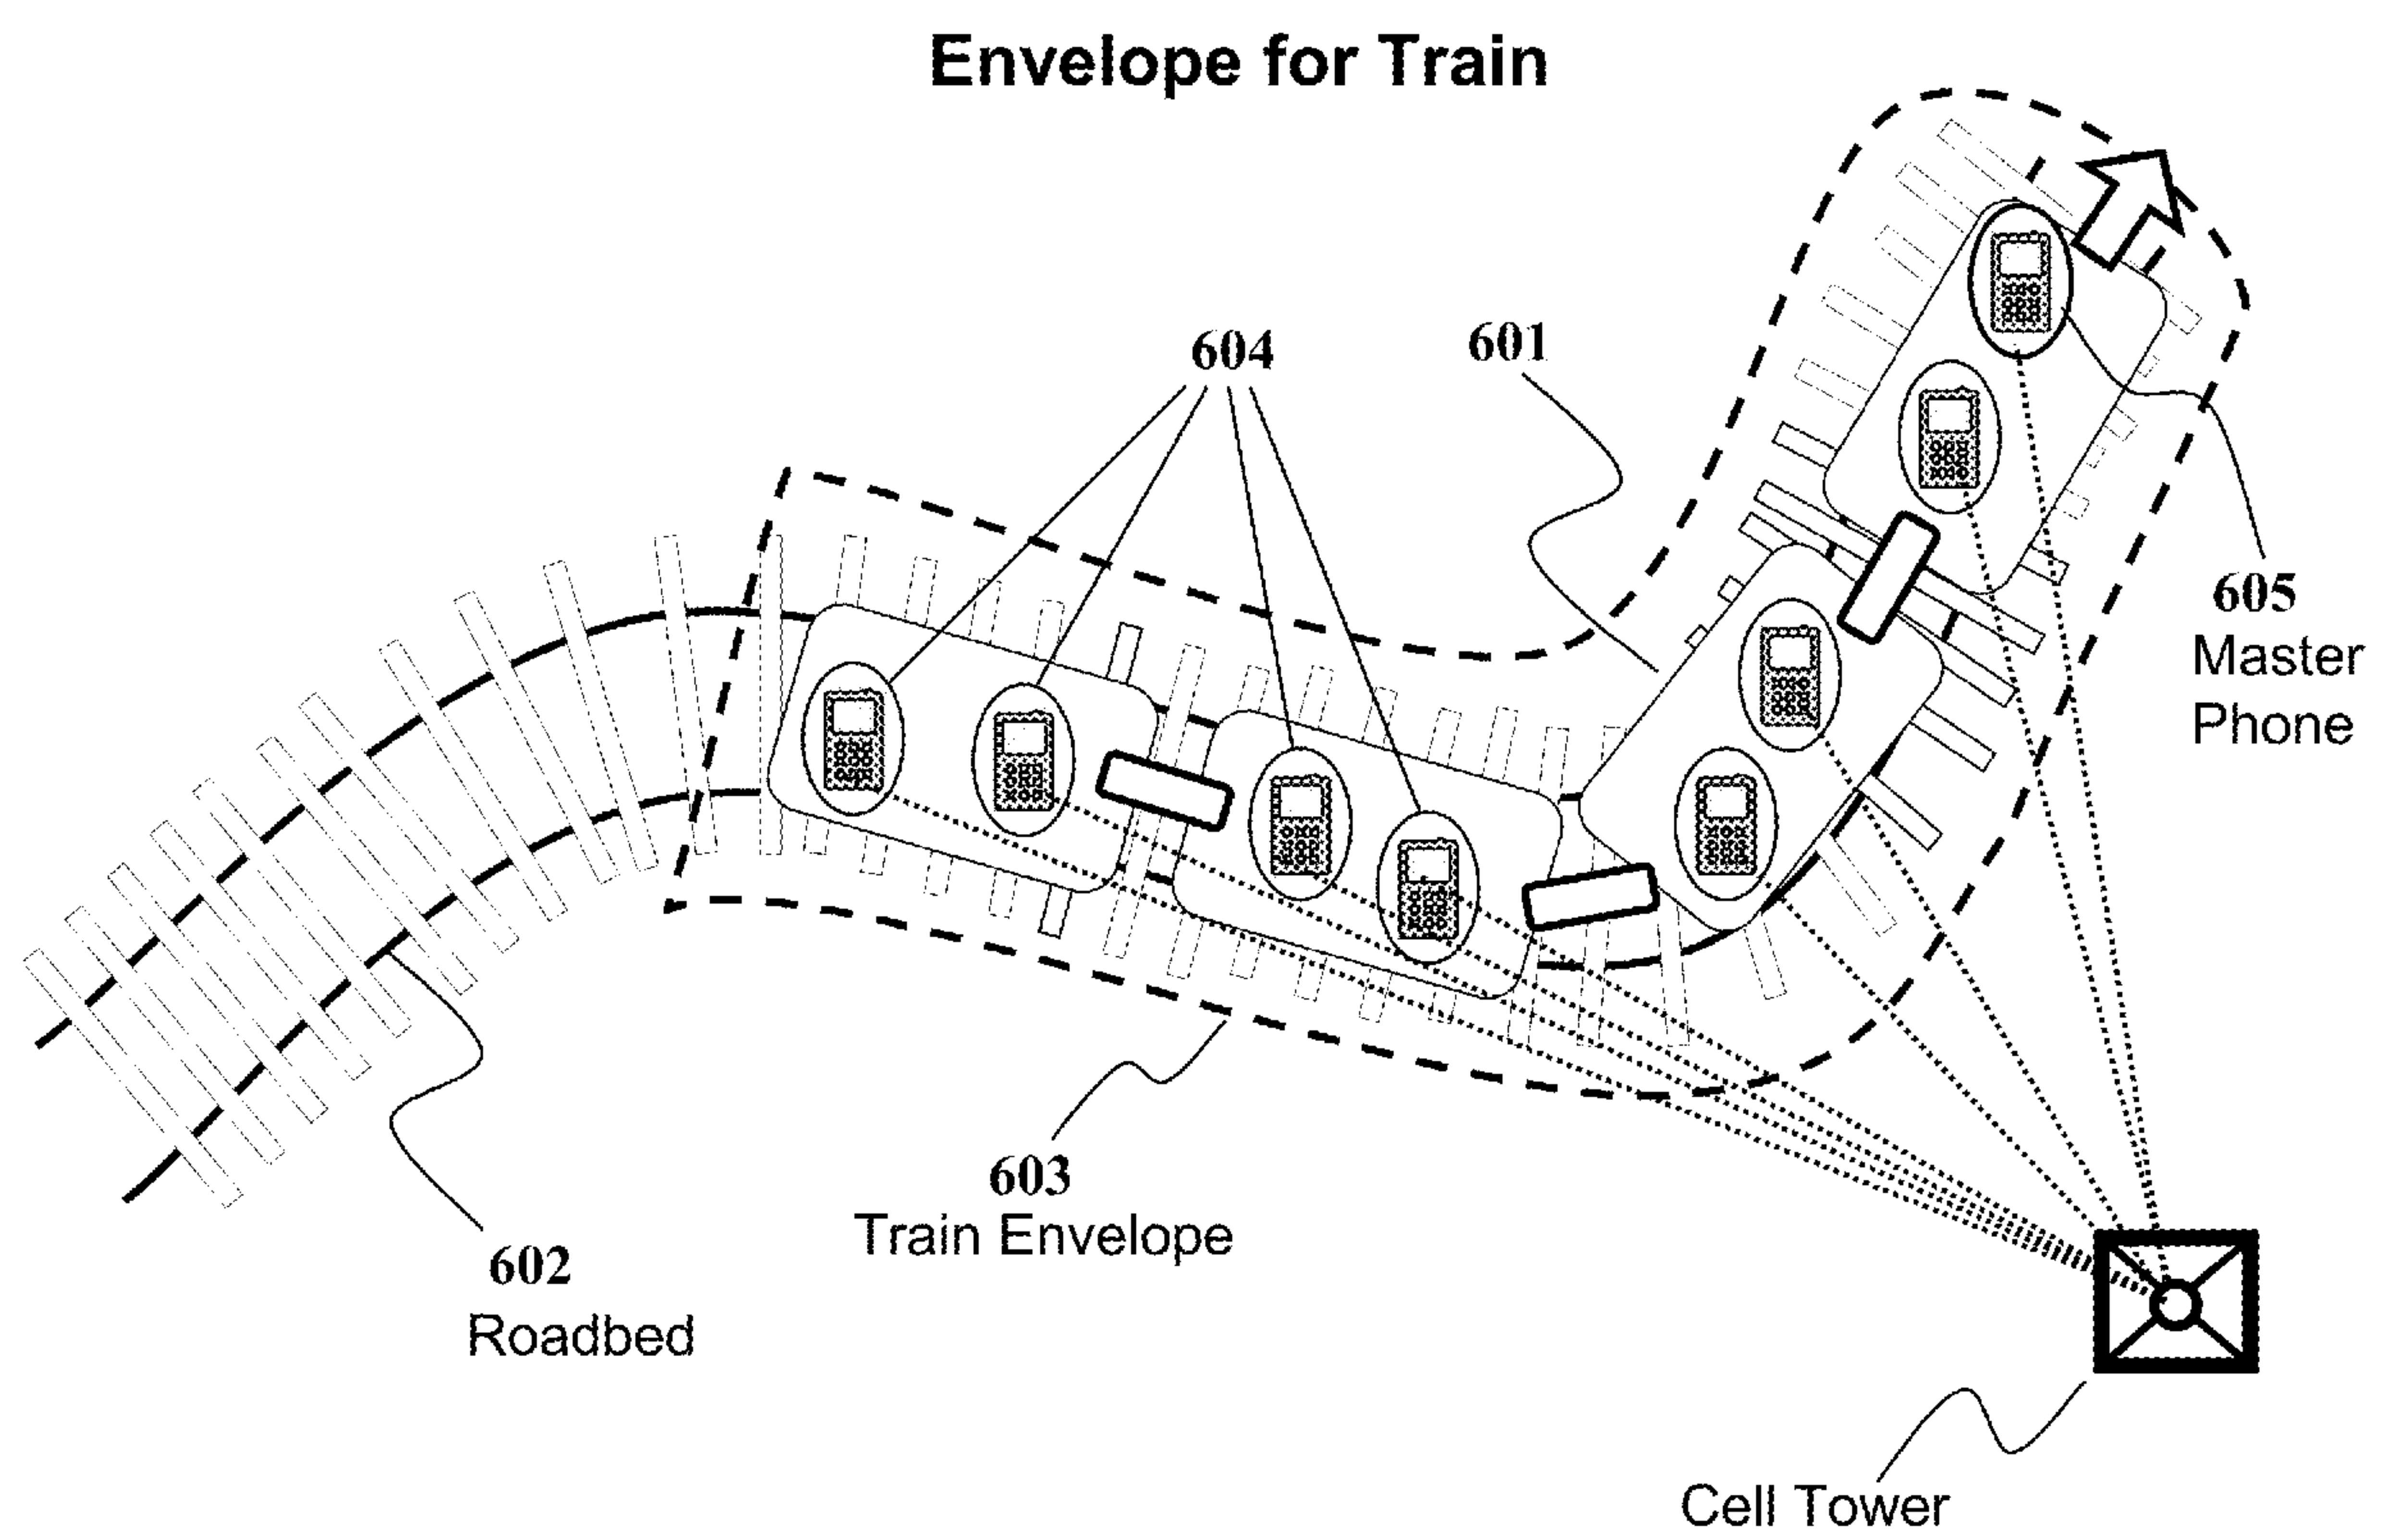 Envelope for Train
604
601
605
Master
Phone
603
Train Envelope
602
Roadbed
Cell Tower